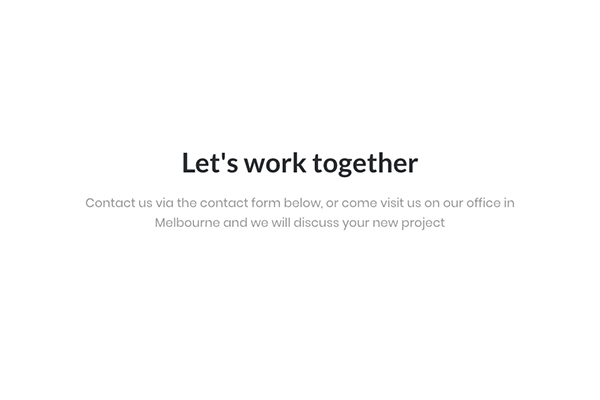 Let's work together
Contact us via the contact form below, or come visit us on our office in
Melbourne and we will discuss your new project